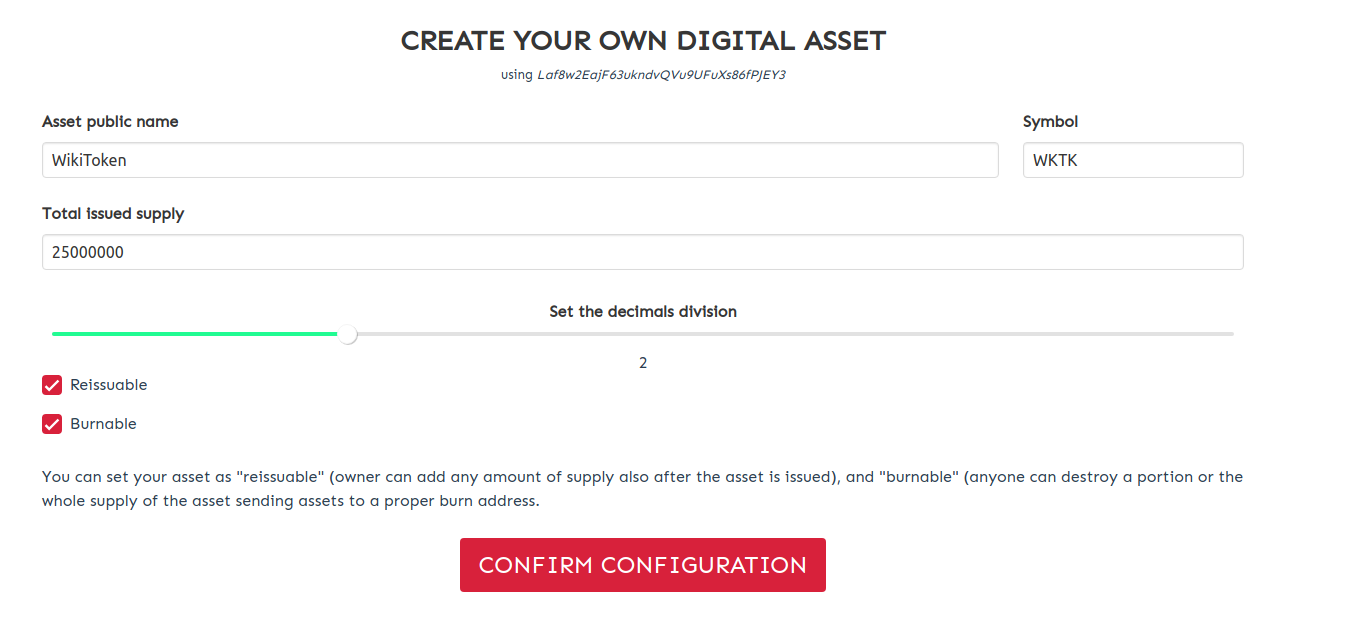 CREATE YOUR OWN DIGITAL ASSET
using Laf8w2EajF63ukndvQVu9UFuXs86fPJEY3
Asset public name
Symbol
WikiToken
WKTK
Total issued supply
25000000
Set the decimals division
2
Reissuable
Burnable
You can set your asset as "reissuable" (owner can add any amount of supply also after the asset is issued), and "burnable" (anyone can destroy a portion or the
whole supply of the asset sending assets to a proper burn address.
CONFIRM CONFIGURATION